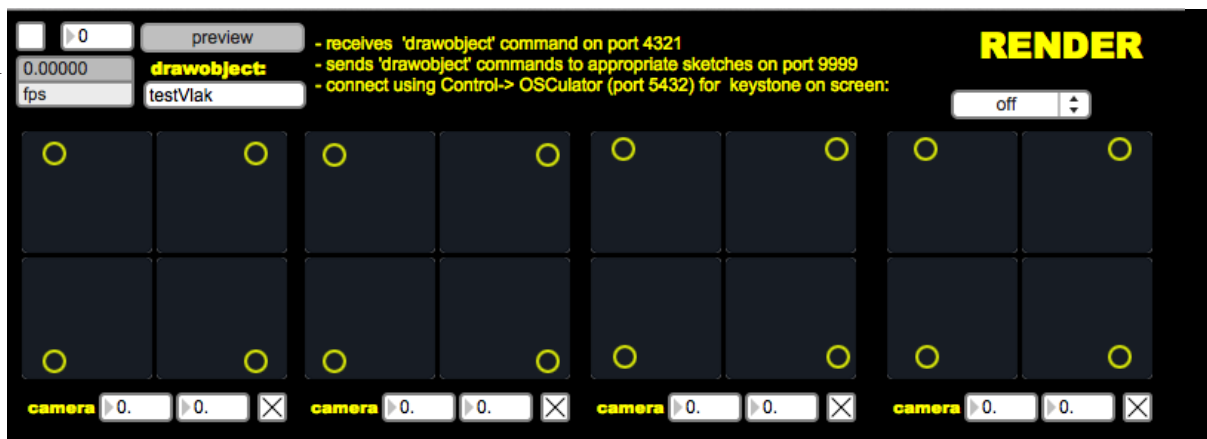 0 preview
- receives 'drawobject' command on port 4321
RENDER
0.00000 drawobject:
- sends 'drawobject' commands to appropriate sketches on port 9999
fps testVlak
- connect using Control-> OSCulator (port 5432) for keystone on screen:
off
camera 0. 0. camera 0. 0. camera 0. 0. camera 0. 0.